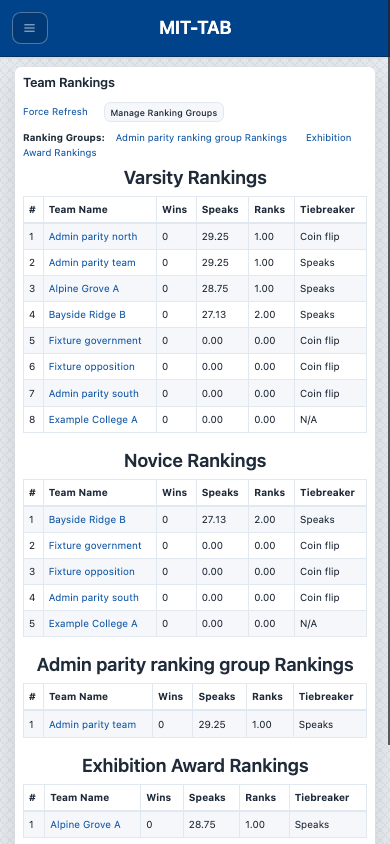 MIT-TAB
Team Rankings
Force Refresh Manage Ranking Groups
Ranking Groups: Admin parity ranking group Rankings Exhibition
Award Rankings
Varsity Rankings
# Team Name Wins Speaks Ranks Tiebreaker
1 Admin parity north 0 29.25 1.00 Coin flip
2 Admin parity team 0 29.25 1.00 Speaks
3 Alpine Grove A 0 28.75 1.00 Speaks
4 Bayside Ridge B 0 27.13 2.00 Speaks
5 Fixture government 0 0.00 0.00 Coin flip
6 Fixture opposition 0 0.00 0.00 Coin flip
7 Admin parity south 0 0.00 0.00 Coin flip
8 Example College A 0 0.00 0.00 N/A
Novice Rankings
# Team Name Wins Speaks Ranks Tiebreaker
1 Bayside Ridge B 0 27.13 2.00 Speaks
2 Fixture government 0 0.00 0.00 Coin flip
3 Fixture opposition 0 0.00 0.00 Coin flip
4 Admin parity south 0 0.00 0.00 Coin flip
5 Example College A 0 0.00 0.00 N/A
Admin parity ranking group Rankings
# Team Name Wins Speaks Ranks Tiebreaker
1 Admin parity team 0 29.25 1.00 Speaks
Exhibition Award Rankings
# Team Name Wins Speaks Ranks Tiebreaker
1 Alpine Grove A 0 28.75 1.00 Speaks